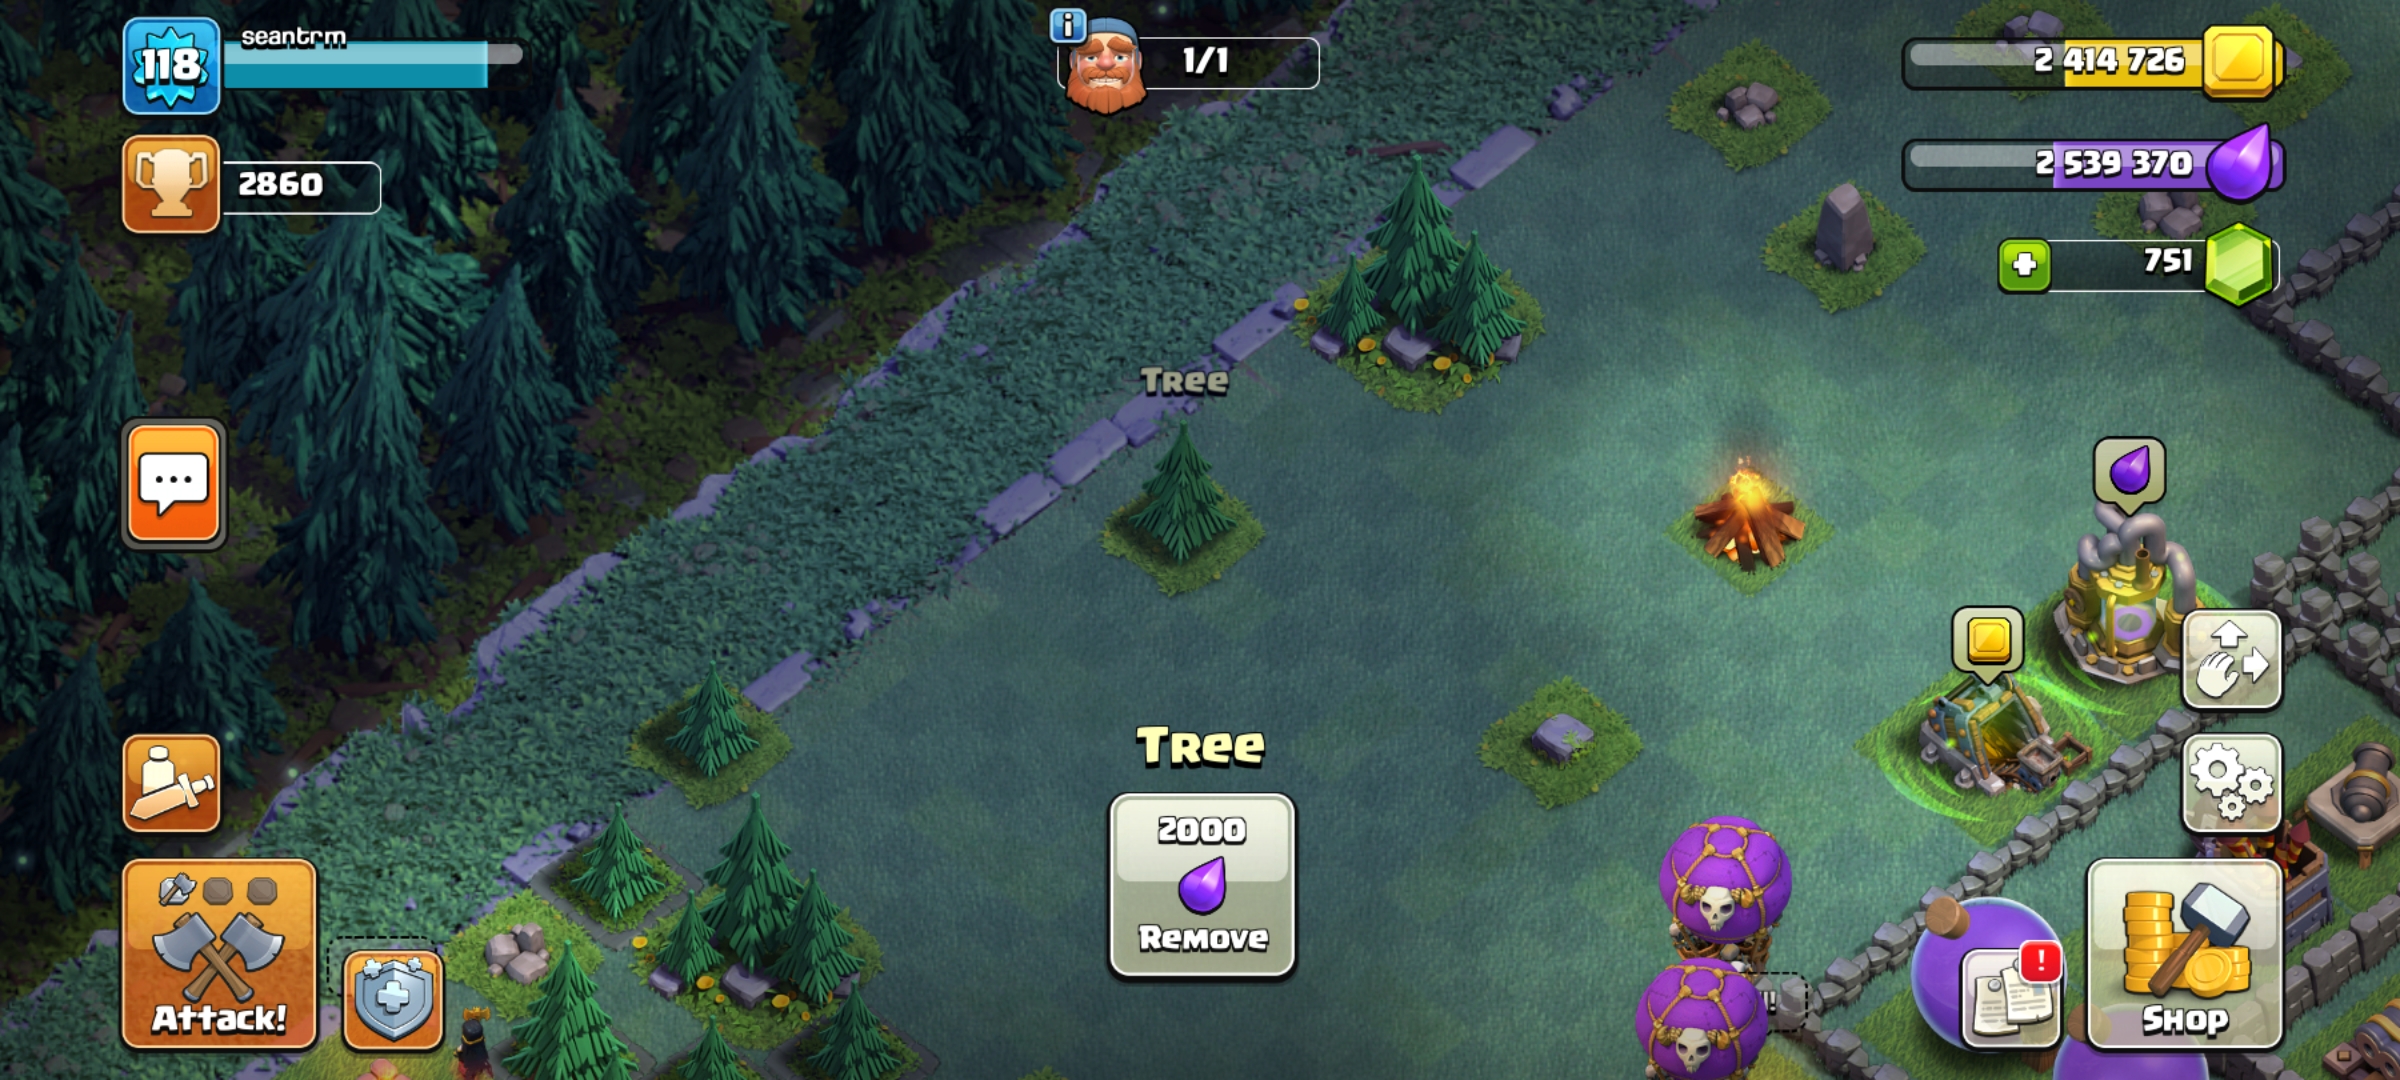 118
seantrm
1/1
2 414 726
2860
2 539 370
751
Tree
Tree
2000
Remove
Attack!
!
Shop